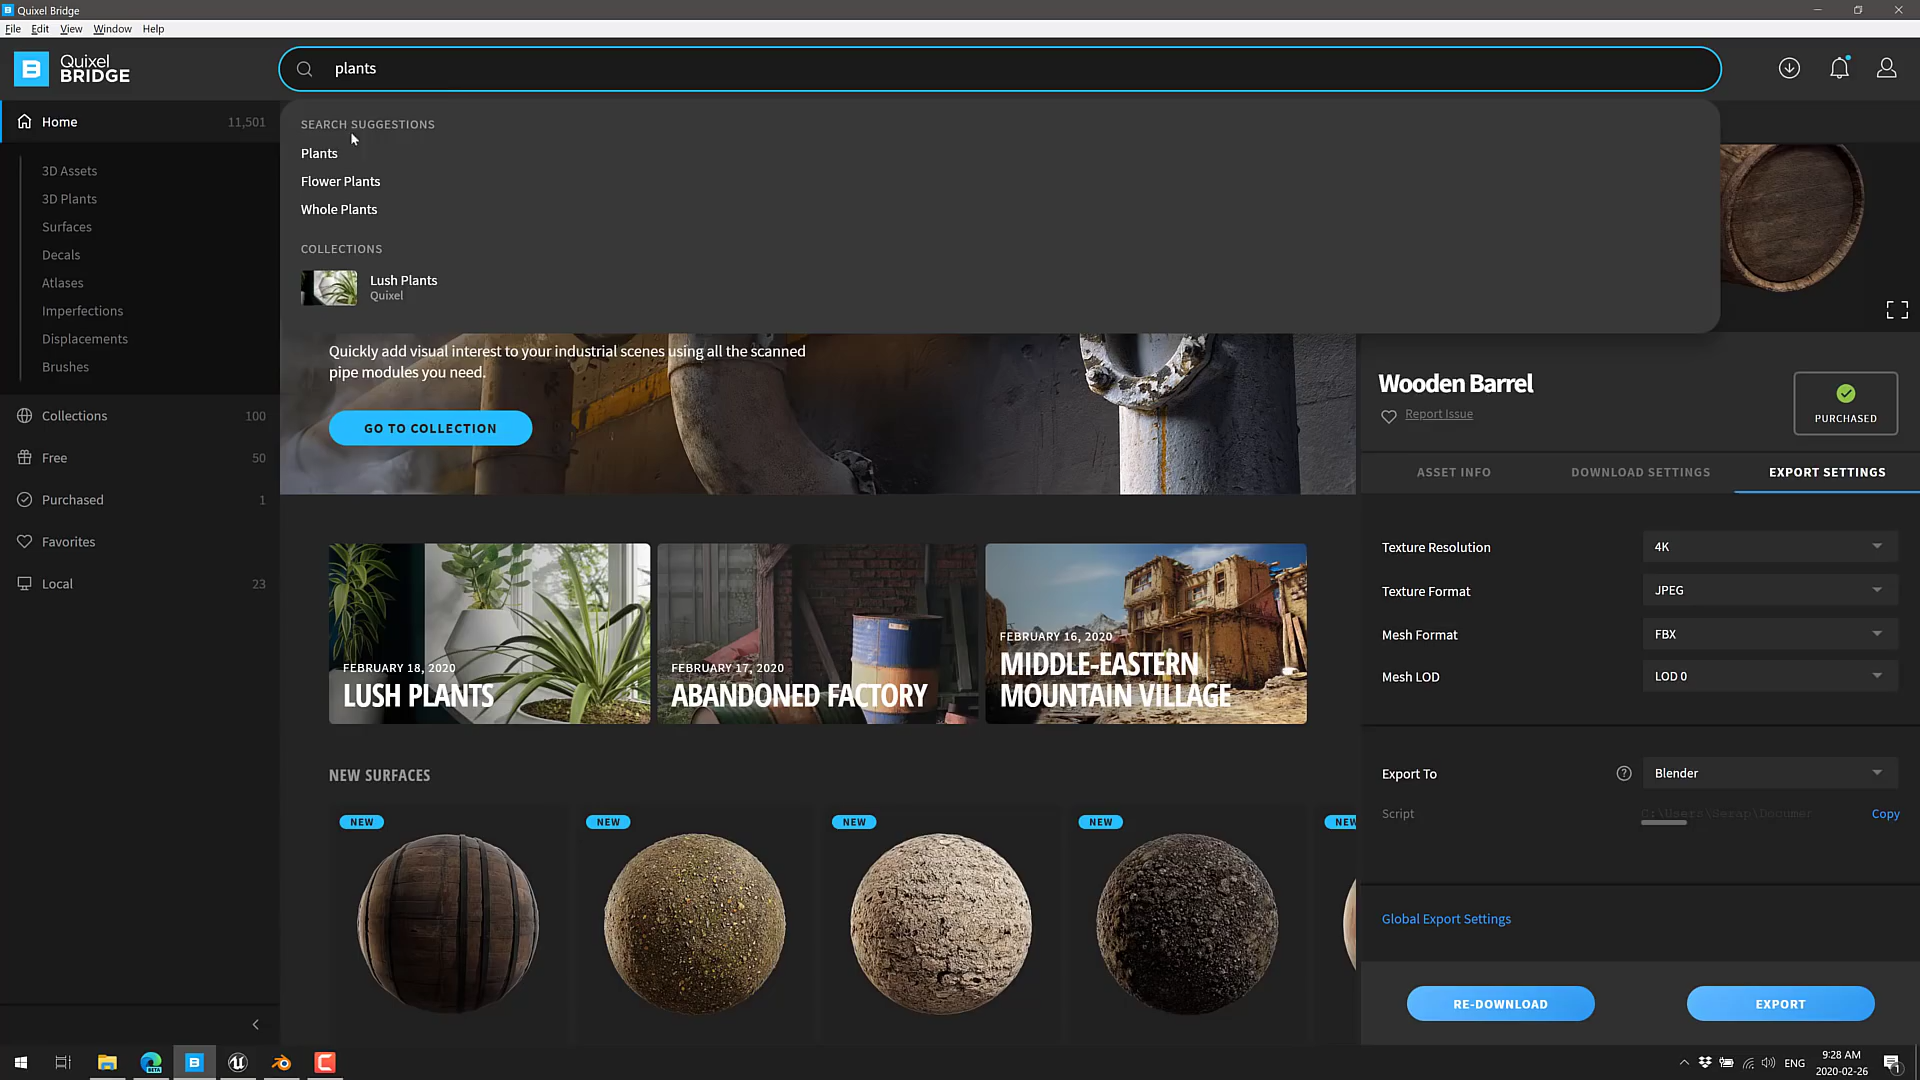 Quixel Bridge
File Edit View Window Help
Quixel
BRIDGE
plants
Home 11,501
3D Assets
3D Plants
Surfaces
Decals
Atlases
Imperfections
Displacements
Brushes
Collections 100
Free 50
Purchased 1
Favorites
Local 23
SEARCH SUGGESTIONS
Plants
Flower Plants
Whole Plants
COLLECTIONS
Lush Plants
Quixel
Quickly add visual interest to your industrial scenes using all the scanned
pipe modules you need.
GO TO COLLECTION
FEBRUARY 18, 2020
LUSH PLANTS
FEBRUARY 17, 2020
ABANDONED FACTORY
FEBRUARY 16, 2020
MIDDLE-EASTERN
MOUNTAIN VILLAGE
NEW SURFACES
NEW
NEW
NEW
NEW
NEW
Wooden Barrel
Report Issue
PURCHASED
ASSET INFO DOWNLOAD SETTINGS EXPORT SETTINGS
Texture Resolution 4K
Texture Format JPEG
Mesh Format FBX
Mesh LOD LOD 0
Export To Blender
Script C:\Users\Serap\Documen Copy
Global Export Settings
RE-DOWNLOAD EXPORT
BETA
ENG
9:28 AM
2020-02-26
1